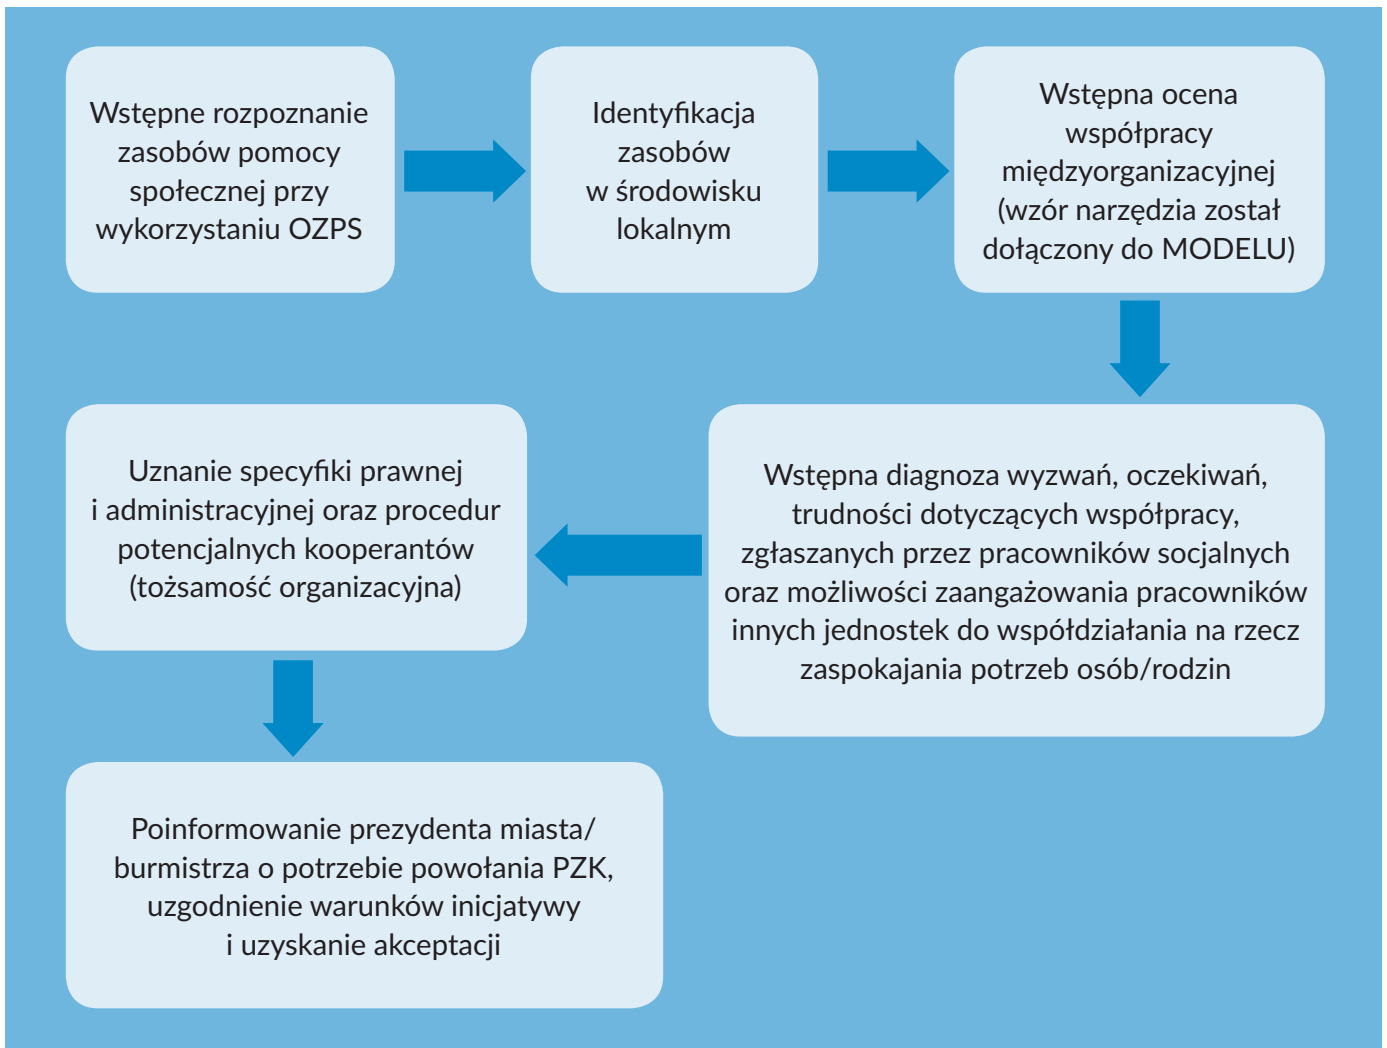 Wstępne rozpoznanie
zasobów pomocy
społecznej przy
wykorzystaniu OZPS
Identyfikacja
zasobów
w środowisku
lokalnym
Wstępna ocena
współpracy
międzyorganizacyjnej
(wzór narzędzia został
dołączony do MODELU)
Wstępna diagnoza wyzwań, oczekiwań,
trudności dotyczących współpracy,
zgłaszanych przez pracowników socjalnych
oraz możliwości zaangażowania pracowników
innych jednostek do współdziałania na rzecz
zaspokajania potrzeb osób/rodzin
Uznanie specyfiki prawnej
i administracyjnej oraz procedur
potencjalnych kooperantów
(tożsamość organizacyjna)
Poinformowanie prezydenta miasta/
burmistrza o potrzebie powołania PZK,
uzgodnienie warunków inicjatywy
i uzyskanie akceptacji